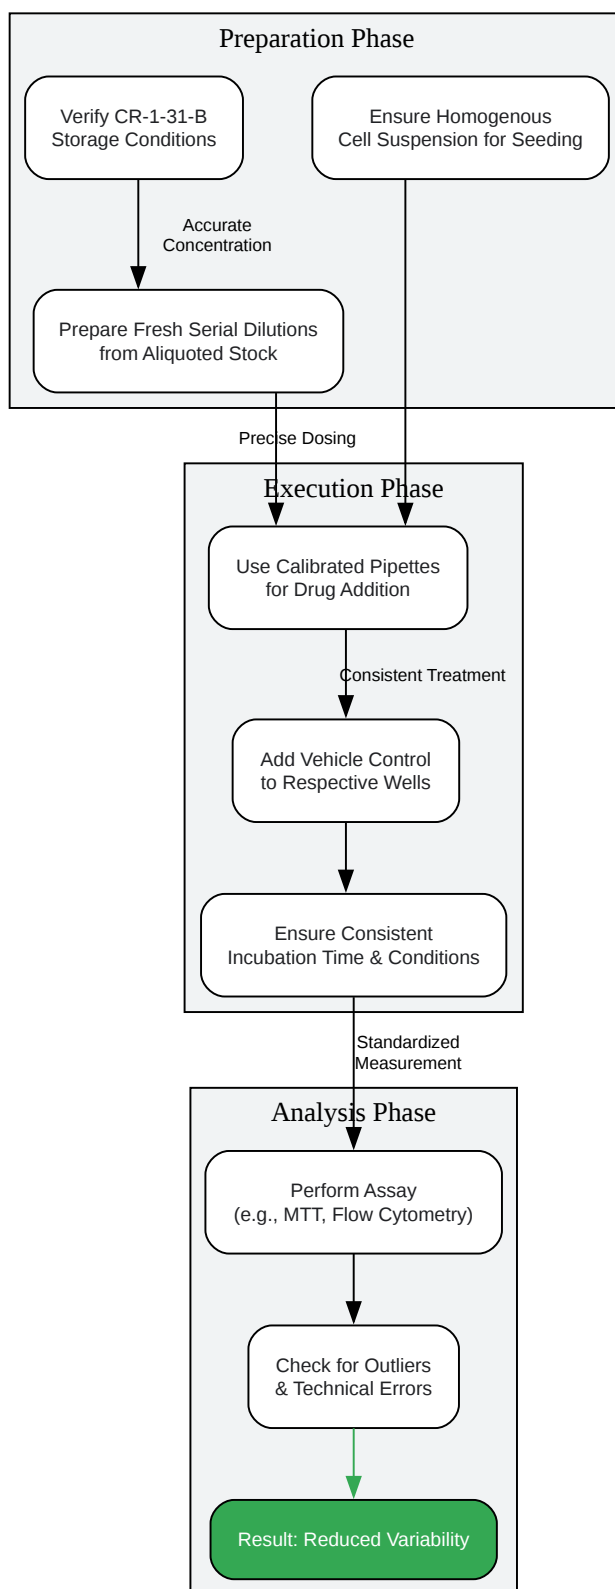 Preparation Phase
Verify CR-1-31-B
Storage Conditions
Ensure Homogenous
Cell Suspension for Seeding
Accurate
Concentration
Prepare Fresh Serial Dilutions
from Aliquoted Stock
Precise Dosing
Execution Phase
Use Calibrated Pipettes
for Drug Addition
Consistent Treatment
Add Vehicle Control
to Respective Wells
Ensure Consistent
Incubation Time & Conditions
Standardized
Measurement
Analysis Phase
Perform Assay
(e.g., MTT, Flow Cytometry)
Check for Outliers
& Technical Errors
Result: Reduced Variability